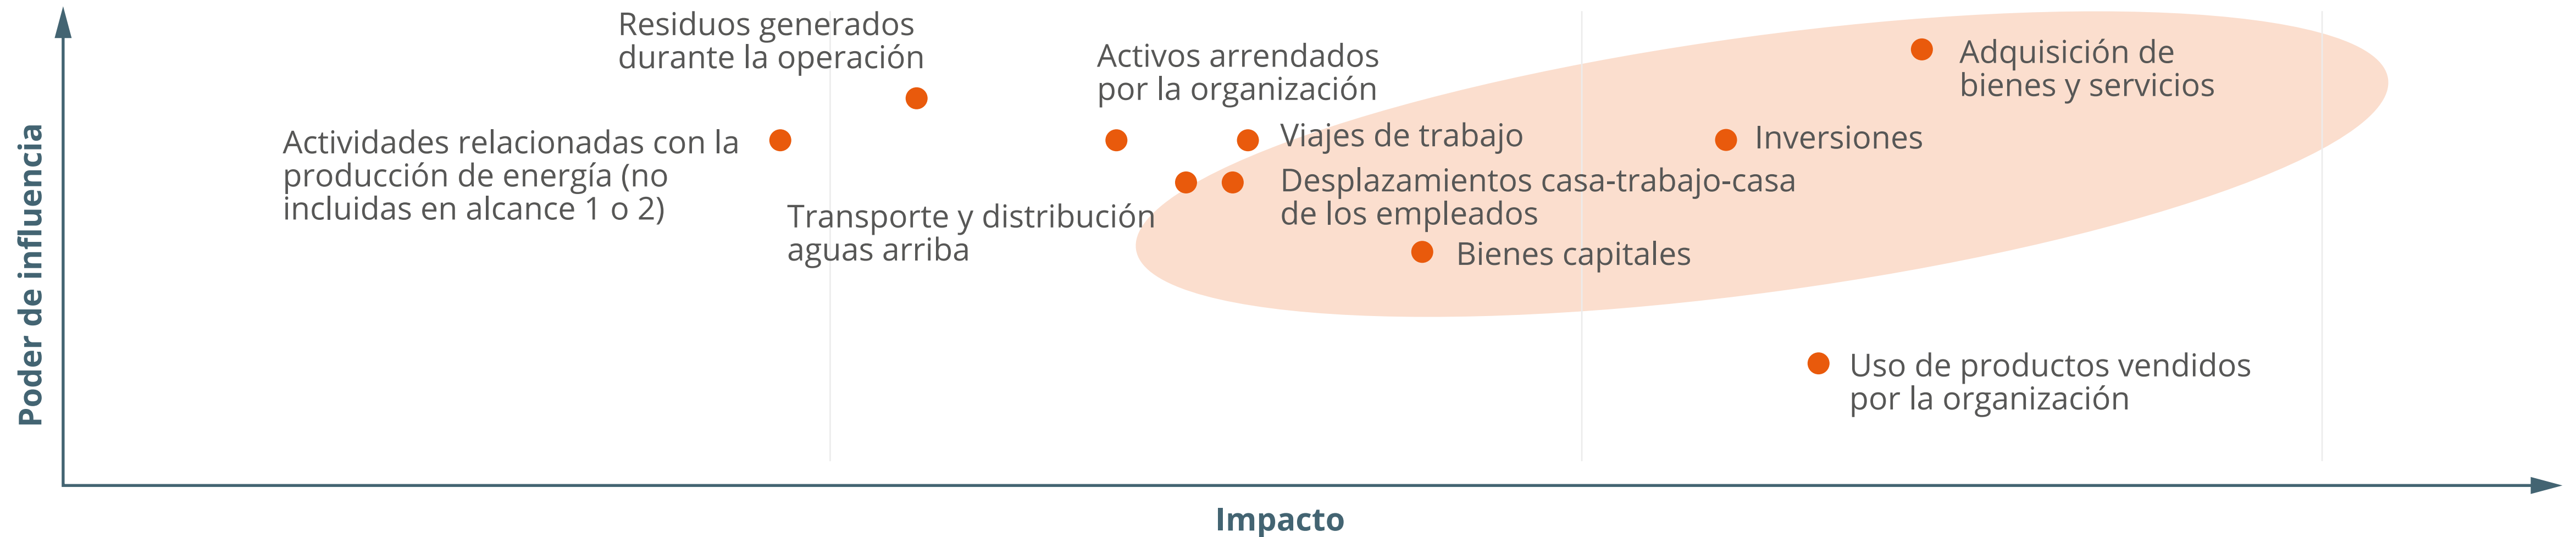 Poder de influencia
Residuos generados
durante la operación
Activos arrendados
por la organización
Adquisición de
bienes y servicios
Actividades relacionadas con la
producción de energía (no
incluidas en alcance 1 o 2)
Viajes de trabajo
Inversiones
Desplazamientos casa-trabajo-casa
de los empleados
Transporte y distribución
aguas arriba
Bienes capitales
Uso de productos vendidos
por la organización
Impacto